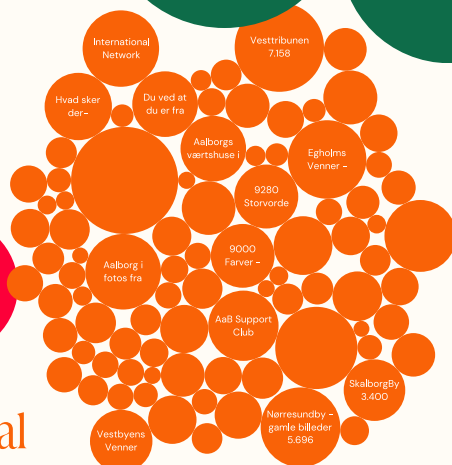 International
Network
Vesttribunen
7.158
Hvad sker
der-
Du ved at
du er fra
Aalborgs
værtshuse i
Egholms
Venner -
9280
Storvorde
9000
Farver -
Aalborg i
fotos fra
AaB Support
Club
SkalborgBy
3.400
Nørresundby -
gamle billeder
5.696
Vestbyens
Venner
al